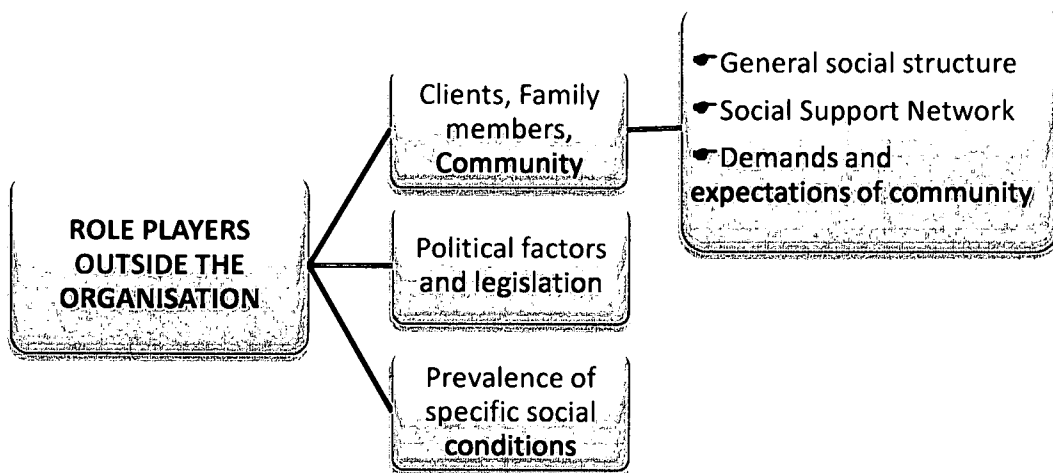 ROLE PLAYERS
OUTSIDE THE
ORGANISATION
Clients, Family
members,
Community
☛General social structure
☛Social Support Network
☛Demands and
expectations of community
Political factors
and legislation
Prevalence of
specific social
conditions